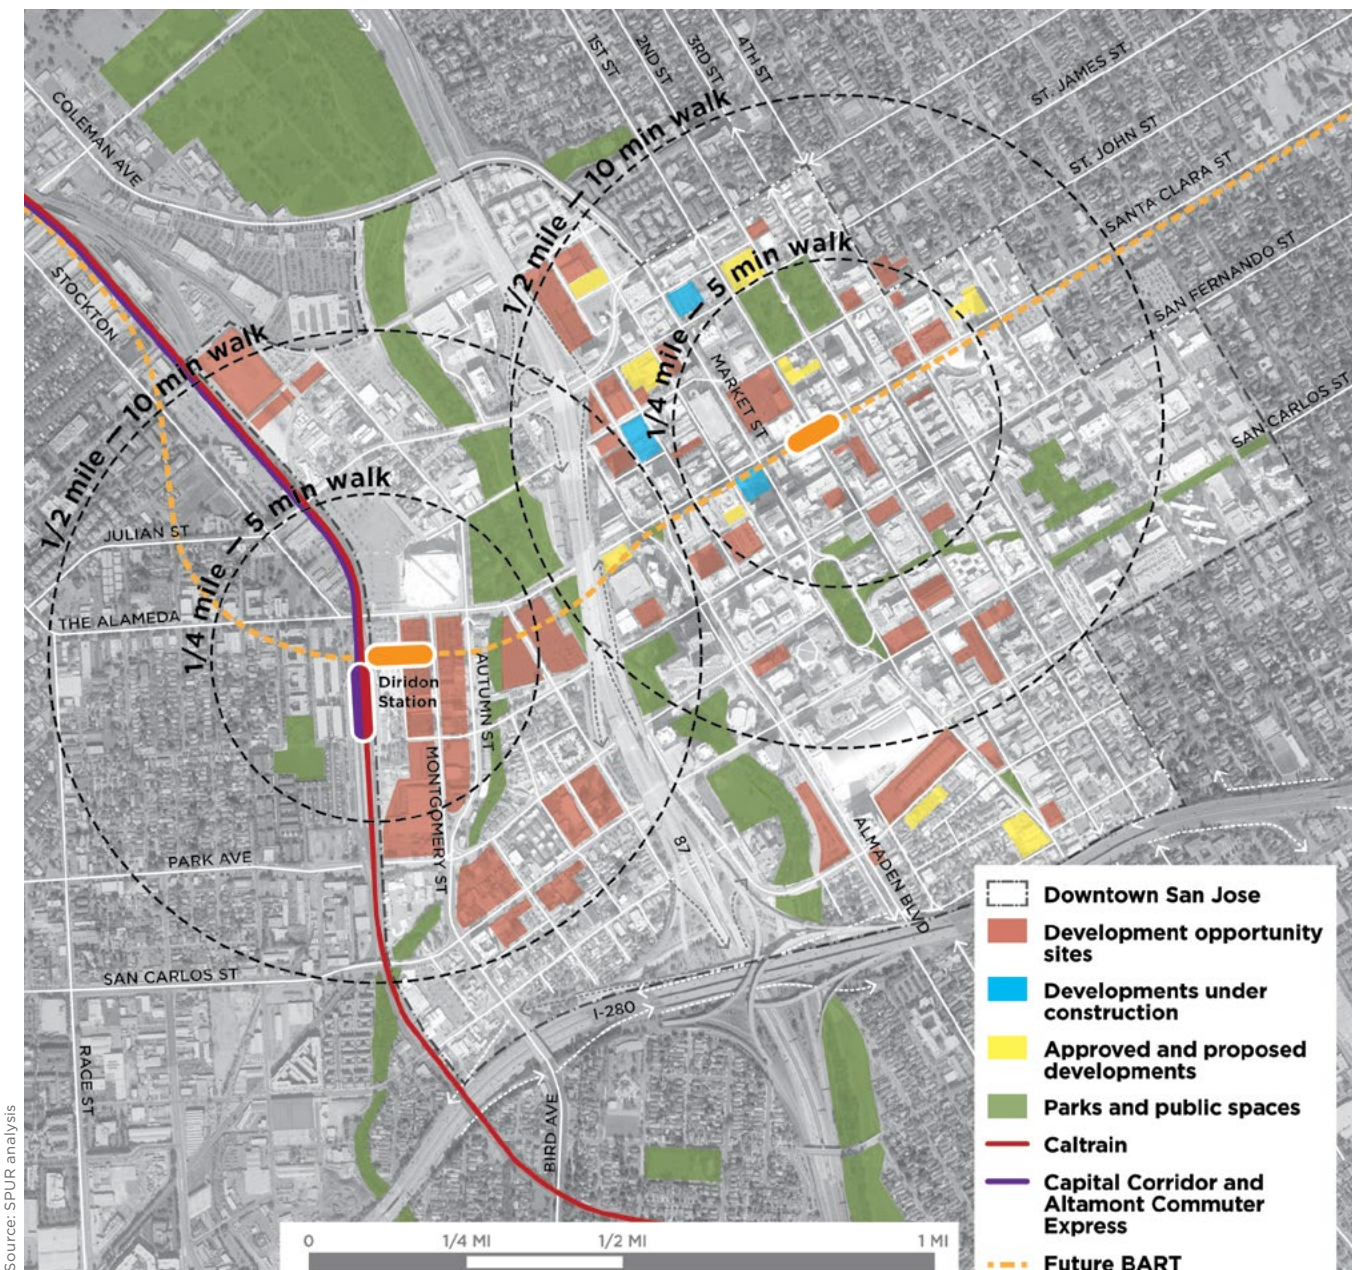 1ST ST
2ND ST
3RD ST
4TH ST
ST. JAMES ST
ST. JOHN ST
SANTA CLARA ST
SAN FERNANDO ST
SAN CARLOS ST
COLEMAN AVE
STOCKTON
1/2 mile — 10 min walk
1/4 mile — 5 min walk
MARKET ST
1/2 mile — 10 min walk
1/4 mile — 5 min walk
JULIAN ST
THE ALAMEDA
Diridon
Station
AUTUMN ST
MONTGOMERY ST
PARK AVE
SAN CARLOS ST
RACE ST
BIRD AVE
I-280
87
ALMADEN BLVD
Downtown San Jose
Development opportunity
sites
Developments under
construction
Approved and proposed
developments
Parks and public spaces
Caltrain
Capital Corridor and
Altamont Commuter
Express
Future BART
0 1/4 MI 1/2 MI 1 MI
Source: SPUR analysis